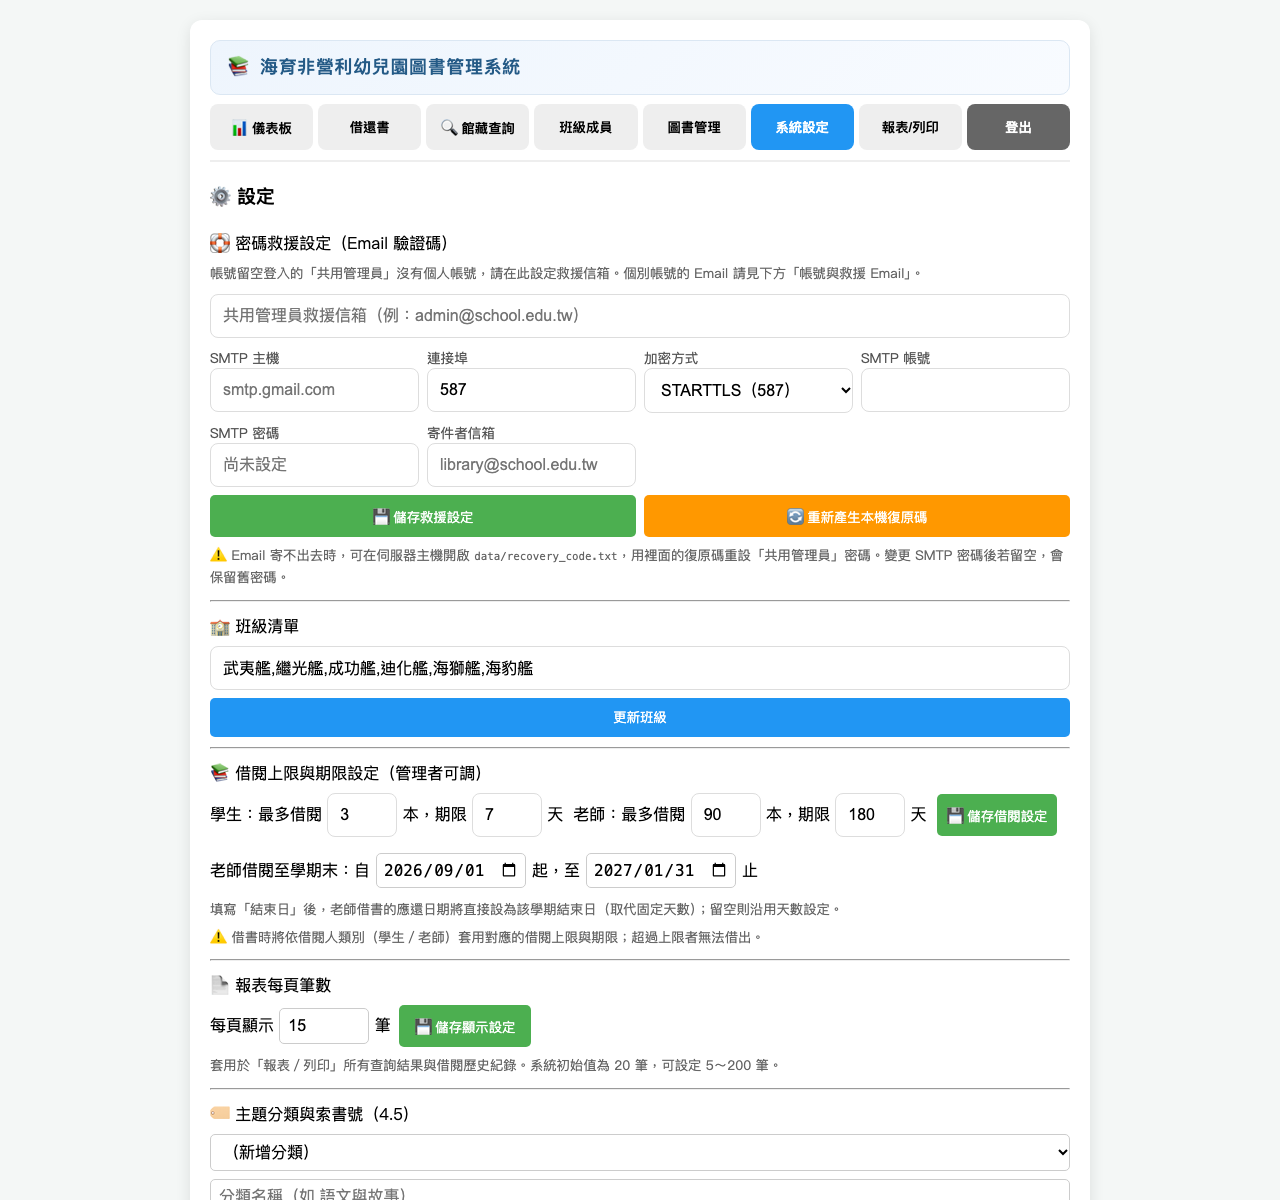 📚 海育非營利幼兒園圖書管理系統
📊 儀表板 借還書 🔍 館藏查詢 班級成員 圖書管理 系統設定 報表/列印 登出
⚙️ 設定
🛟 密碼救援設定（Email 驗證碼）
帳號留空登入的「共用管理員」沒有個人帳號，請在此設定救援信箱。個別帳號的 Email 請見下方「帳號與救援 Email」。
共用管理員救援信箱（例：admin@school.edu.tw）
SMTP 主機 連接埠 加密方式 SMTP 帳號
smtp.gmail.com 587 STARTTLS（587）
SMTP 密碼 寄件者信箱
尚未設定 library@school.edu.tw
💾 儲存救援設定 🔄 重新產生本機復原碼
⚠️ Email 寄不出去時，可在伺服器主機開啟 data/recovery_code.txt，用裡面的復原碼重設「共用管理員」密碼。變更 SMTP 密碼後若留空，會
保留舊密碼。
🏫 班級清單
武夷艦,繼光艦,成功艦,迪化艦,海獅艦,海豹艦
更新班級
📚 借閱上限與期限設定（管理者可調）
學生：最多借閱 3 本，期限 7 天 老師：最多借閱 90 本，期限 180 天 💾 儲存借閱設定
老師借閱至學期末：自 2026/09/01 起，至 2027/01/31 止
填寫「結束日」後，老師借書的應還日期將直接設為該學期結束日（取代固定天數）；留空則沿用天數設定。
⚠️ 借書時將依借閱人類別（學生 / 老師）套用對應的借閱上限與期限；超過上限者無法借出。
📄 報表每頁筆數
每頁顯示 15 筆 💾 儲存顯示設定
套用於「報表 / 列印」所有查詢結果與借閱歷史紀錄。系統初始值為 20 筆，可設定 5～200 筆。
🏷️ 主題分類與索書號（4.5）
（新增分類）
分類名稱（如 語文與故事）